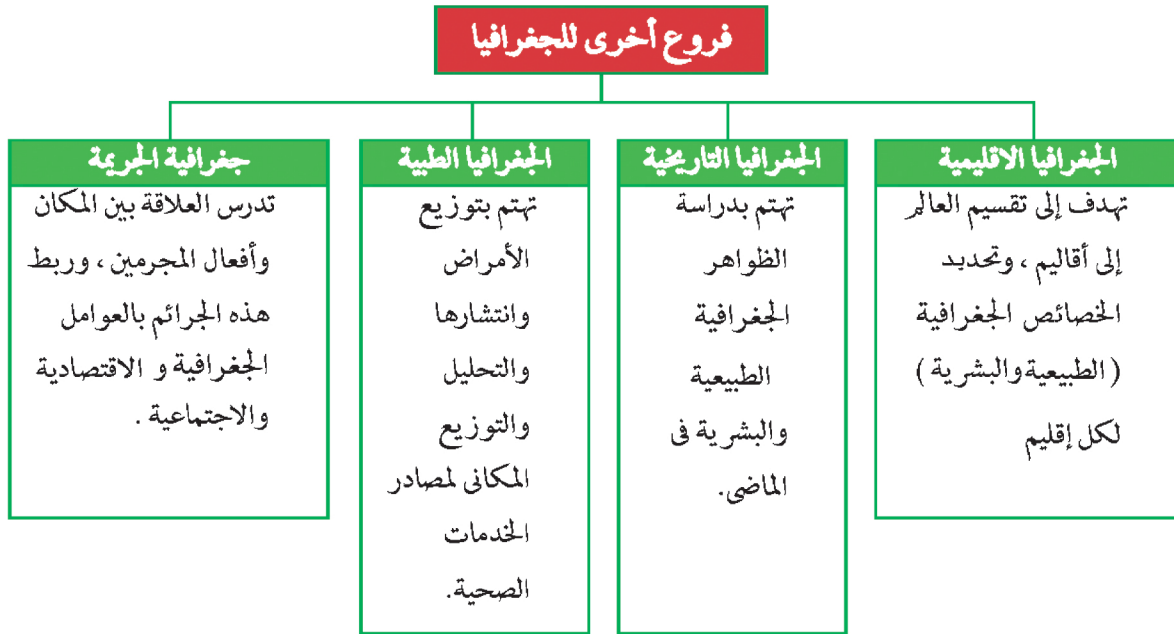 فروع أخرى للجغرافيا
الجغرافيا الاقليمية
تهدف إلى تقسيم العالم
إلى أقاليم ، وتحديد
الخصائص الجغرافية
( الطبيعية والبشرية )
لكل إقليم
الجغرافيا التاريخية
تهتم بدراسة
الظواهر
الجغرافية
الطبيعية
والبشرية فى
الماضى.
الجغرافيا الطبية
تهتم بتوزيع
الأمراض
وانتشارها
والتحليل
والتوزيع
المكانى لمصادر
الخدمات
الصحية.
جغرافية الجريمة
تدرس العلاقة بين المكان
وأفعال المجرمين ، وربط
هذه الجرائم بالعوامل
الجغرافية و الاقتصادية
والاجتماعية .